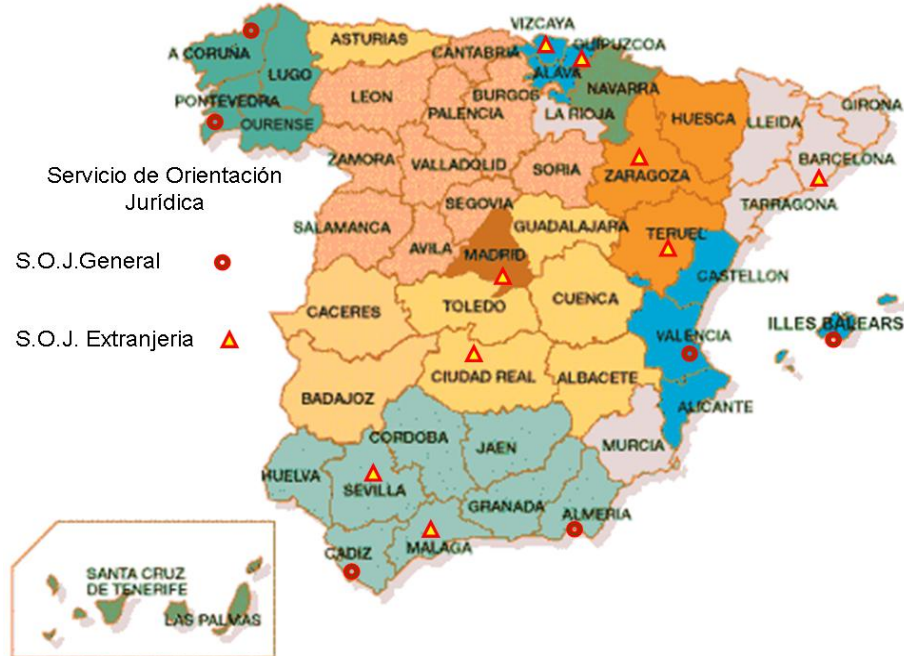 VIZCAYA
ASTURIAS
CANTABRIA
GUIPUZCOA
A CORUÑA
LUGO
ALAVA
NAVARRA
LEON
BURGOS
PALENCIA
LA RIOJA
HUESCA
GIRONA
LLEIDA
PONTEVEDRA
OURENSE
BARCELONA
ZAMORA
VALLADOLID
SORIA
ZARAGOZA
Servicio de Orientación
Jurídica
SEGOVIA
TARRAGONA
SALAMANCA
GUADALAJARA
TERUEL
AVILA
MADRID
S.O.J.General
CASTELLON
CACERES
TOLEDO
CUENCA
ILLES BALEARS
VALENCIA
S.O.J. Extranjeria
CIUDAD REAL
ALBACETE
BADAJOZ
ALICANTE
CORDOBA
JAEN
MURCIA
HUELVA
SEVILLA
GRANADA
ALMERIA
CADIZ
MALAGA
SANTA CRUZ
DE TENERIFE
LAS PALMAS